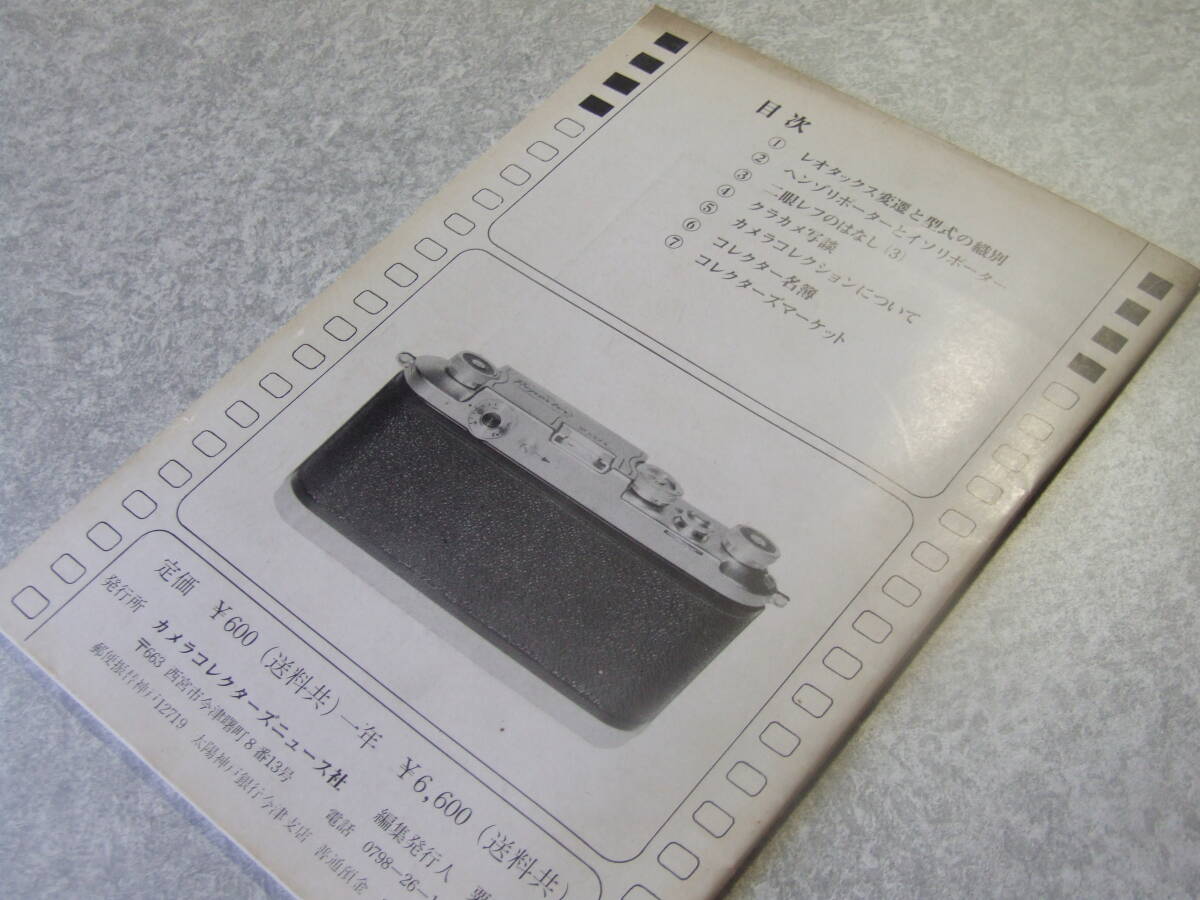 目次
① レオタックス変遷と型式の識別
② ヘンゾリポーターとイソリポーター
③ 二眼レフのはなし(3)
④ クラカメ写談
⑤ カメラコレクションについて
⑥ コレクター名簿
⑦ コレクターズマーケット
定価 ¥600(送料共)一年 ¥6,600(送料共)
発行所 カメラコレクターズニュース社 編集発行人
〒663 西宮市今津曙町8番13号 電話 0798-26-
郵便振替神戸12719 太陽神戸銀行今津支店 普通預金